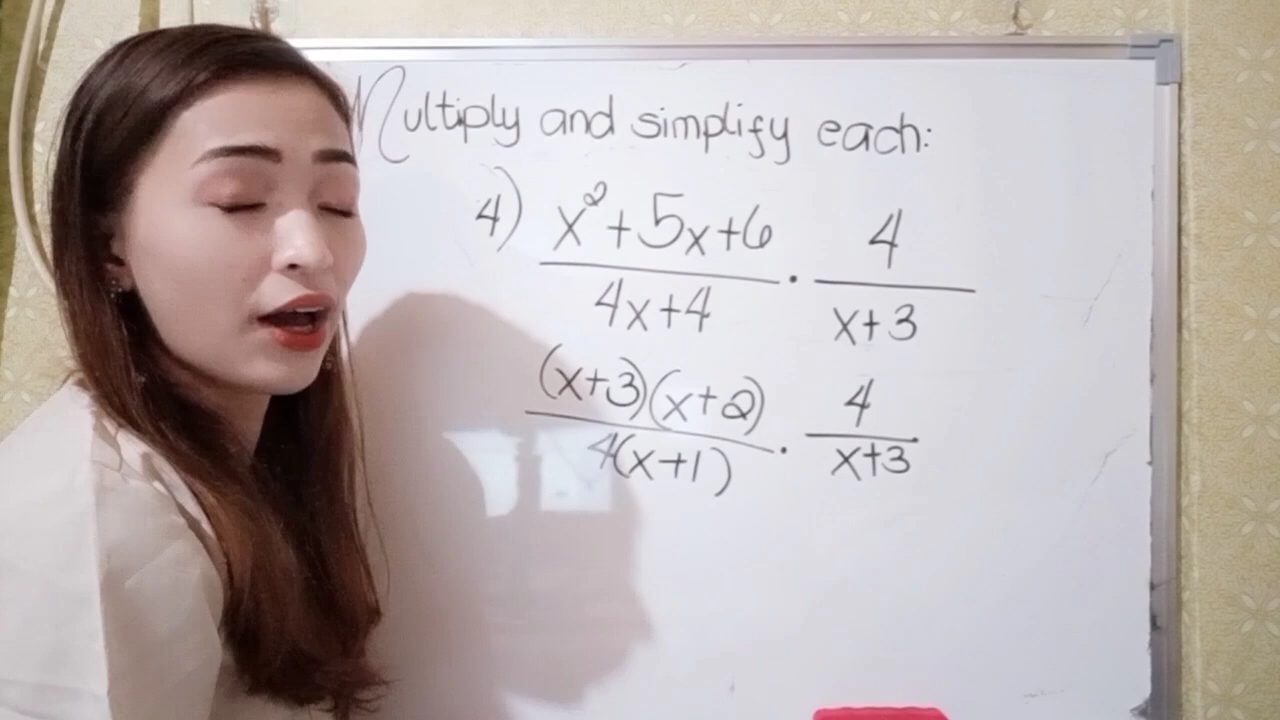 Multiply and simplify each:
4) x²+5x+6 / 4x+4 · 4 / x+3
(x+3)(x+2) / 4(x+1) · 4 / x+3